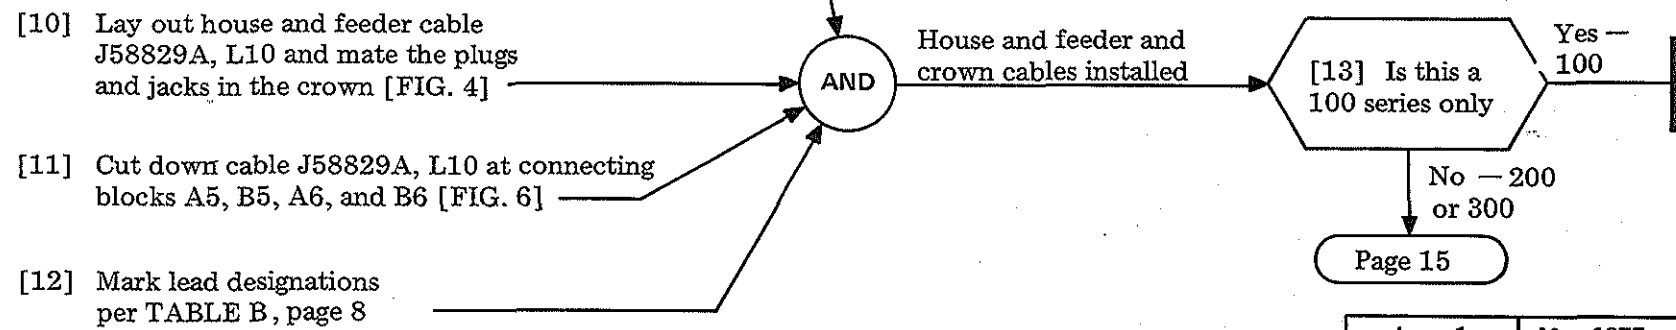 [10] Lay out house and feeder cable
J58829A, L10 and mate the plugs
and jacks in the crown [FIG. 4]
[11] Cut down cable J58829A, L10 at connecting
blocks A5, B5, A6, and B6 [FIG. 6]
[12] Mark lead designations
per TABLE B, page 8
AND
House and feeder and
crown cables installed
[13] Is this a
100 series only
Yes —
100
No — 200
or 300
Page 15